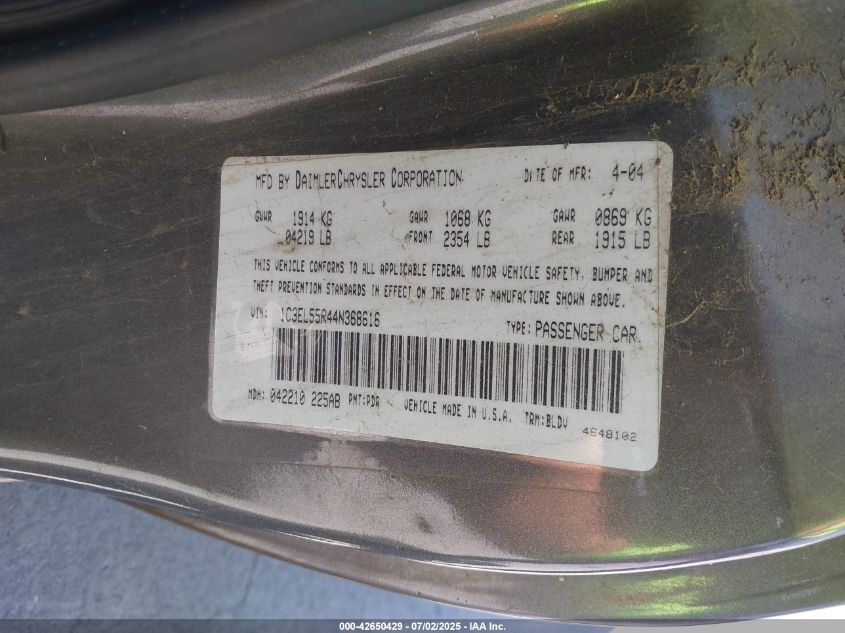 MFD BY DAIMLERCHRYSLER CORPORATION DATE OF MFR: 4-04
GVWR 1914 KG GAWR 1068 KG GAWR 0869 KG
04219 LB FRONT 2354 LB REAR 1915 LB
THIS VEHICLE CONFORMS TO ALL APPLICABLE FEDERAL MOTOR VEHICLE SAFETY, BUMPER AND
THEFT PREVENTION STANDARDS IN EFFECT ON THE DATE OF MANUFACTURE SHOWN ABOVE.
VIN: 1C3EL55R44N368616 TYPE: PASSENGER CAR
MDH: 042210 225AB PNT:PDR VEHICLE MADE IN U.S.A. TRM:BLDV
4648102
000-42650429 - 07/02/2025 - IAA Inc.